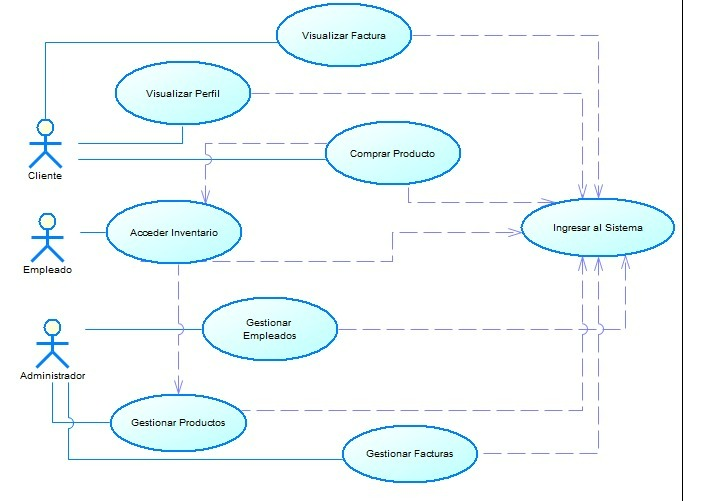 Visualizar Factura
Visualizar Perfil
Comprar Producto
Cliente
Acceder Inventario
Ingresar al Sistema
Empleado
Gestionar
Empleados
Administrador
Gestionar Productos
Gestionar Facturas